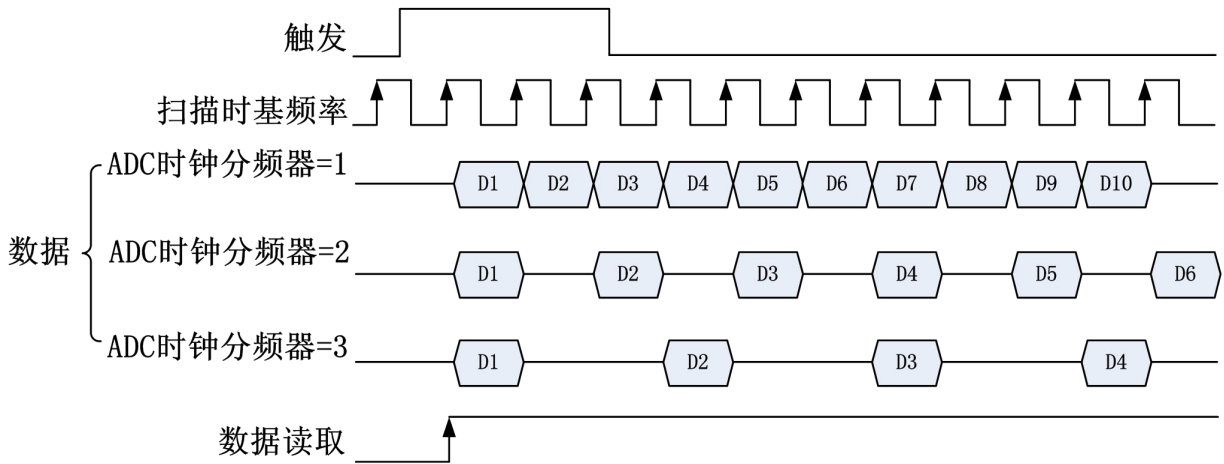 触发
扫描时基频率
ADC时钟分频器=1
D1 D2 D3 D4 D5 D6 D7 D8 D9 D10
数据
ADC时钟分频器=2
D1 D2 D3 D4 D5 D6
ADC时钟分频器=3
D1 D2 D3 D4
数据读取